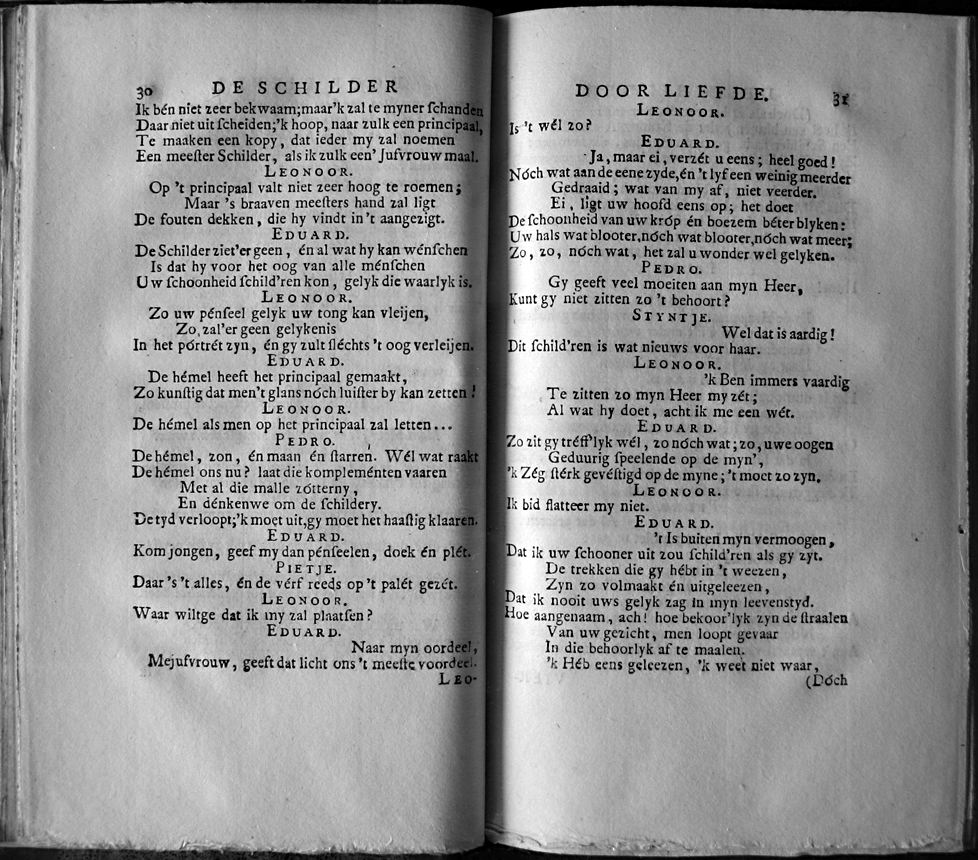 30 DE SCHILDER
Ik bén niet zeer bekwaam;maar'k zal te myner ſchanden
Daar niet uit ſcheiden;'k hoop, naar zulk een principaal,
Te maaken een kopy, dat ieder my zal noemen
Een meeſter Schilder, als ik zulk een' Jufvrouw maal.
LEONOOR.
Op 't principaal valt niet zeer hoog te roemen;
Maar 's braaven meeſters hand zal ligt
De fouten dekken, die hy vindt in 't aangezigt.
EDUARD.
De Schilder ziet'er geen, én al wat hy kan wénſchen
Is dat hy voor het oog van alle ménſchen
Uw ſchoonheid ſchild'ren kon, gelyk die waarlyk is.
LEONOOR.
Zo uw pénſeel gelyk uw tong kan vleijen,
Zo zal'er geen gelykenis
In het pórtrét zyn, én gy zult ſléchts 't oog verleijen.
EDUARD.
De hémel heeft het principaal gemaakt,
Zo kunſtig dat men't glans nóch luiſter by kan zetten!
LEONOOR.
De hémel als men op het principaal zal letten...
PEDRO.
De hémel, zon, én maan én ſtarren. Wél wat raakt
De hémel ons nu? laat die kompleménten vaaren
Met al die malle zótterny,
En dénken we om de ſchildery.
De tyd verloopt;'k moet uit,gy moet het haaſtig klaaren.
EDUARD.
Kom jongen, geef my dan pénſeelen, doek én plét.
PIETJE.
Daar 's 't alles, én de vérf reeds op 't palét gezét.
LEONOOR.
Waar wilt ge dat ik my zal plaatſen?
EDUARD.
Naar myn oordeel,
Mejufvrouw, geeft dat licht ons 't meeſte voordeel.
LEO-
DOOR LIEFDE. 31
LEONOOR.
Is 't wél zo?
EDUARD.
Ja, maar ei, verzét u eens; heel goed!
Nóch wat aan de eene zyde,én 't lyf een weinig meerder
Gedraaid; wat van my af, niet veerder.
Ei, ligt uw hoofd eens op; het doet
De ſchoonheid van uw króp én boezem béter blyken:
Uw hals wat blooter,nóch wat blooter,nóch wat meer;
Zo, zo, nóch wat, het zal u wonder wel gelyken.
PEDRO.
Gy geeft veel moeiten aan myn Heer,
Kunt gy niet zitten zo 't behoort?
STYNTJE.
Wel dat is aardig!
Dit ſchild'ren is wat nieuws voor haar.
LEONOOR.
'k Ben immers vaardig
Te zitten zo myn Heer my zét;
Al wat hy doet, acht ik me een wét.
EDUARD.
Zo zit gy tréff'lyk wél, zo nóch wat; zo, uwe oogen
Geduurig ſpeelende op de myn',
'k Zég ſtérk gevéſtigd op de myne; 't moet zo zyn.
LEONOOR.
Ik bid flatteer my niet.
EDUARD.
't Is buiten myn vermoogen,
Dat ik uw ſchooner uit zou ſchild'ren als gy zyt.
De trekken die gy hébt in 't weezen,
Zyn zo volmaakt én uitgeleezen,
Dat ik nooit uws gelyk zag in myn leevenstyd.
Hoe aangenaam, ach! hoe bekoor'lyk zyn de ſtraalen
Van uw gezicht, men loopt gevaar
In die behoorlyk af te maalen.
'k Héb eens geleezen, 'k weet niet waar,
(Dóch